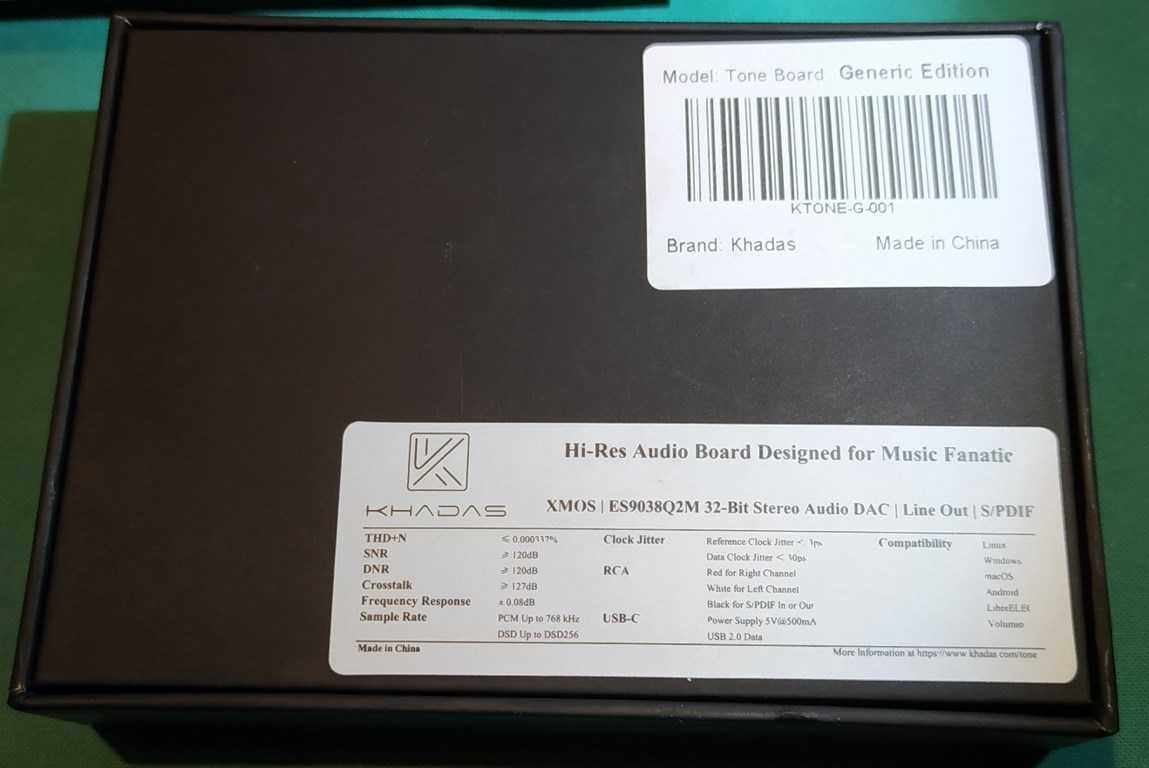 Model: Tone Board Generic Edition
KTONE-G-001
Brand: Khadas Made in China
KHADAS
Hi-Res Audio Board Designed for Music Fanatic
XMOS | ES9038Q2M 32-Bit Stereo Audio DAC | Line Out | S/PDIF
THD+N ≤
SNR ≥ 120dB
DNR ≥ 120dB
Crosstalk ≥ 127dB
Frequency Response ± 0.08dB
Sample Rate PCM Up to 768 kHz
DSD Up to DSD256
Clock Jitter Reference Clock Jitter <
Data Clock Jitter <
RCA Red for Right Channel
White for Left Channel
Black for S/PDIF In or Out
USB-C Power Supply 5V@500mA
USB 2.0 Data
Compatibility Linux
Windows
macOS
Android
Volumio
Made in China
More Information at https://www.khadas.com/tone